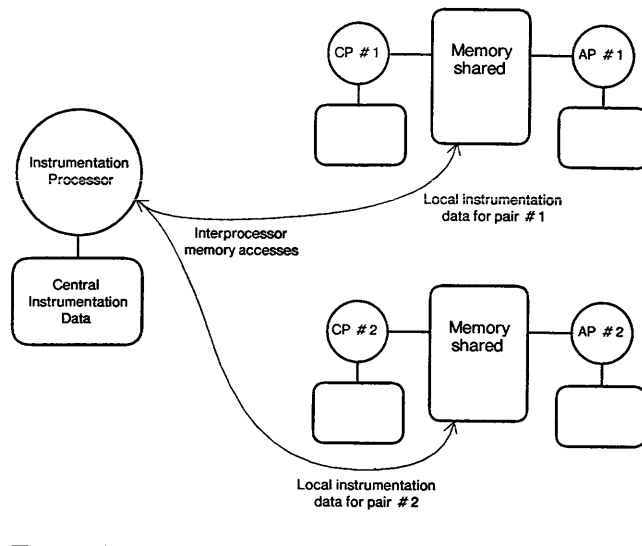 CP #1
Memory
shared
AP #1
Instrumentation
Processor
Local instrumentation
data for pair #1
Interprocessor
memory accesses
Central
Instrumentation
Data
CP #2
Memory
shared
AP #2
Local instrumentation
data for pair #2